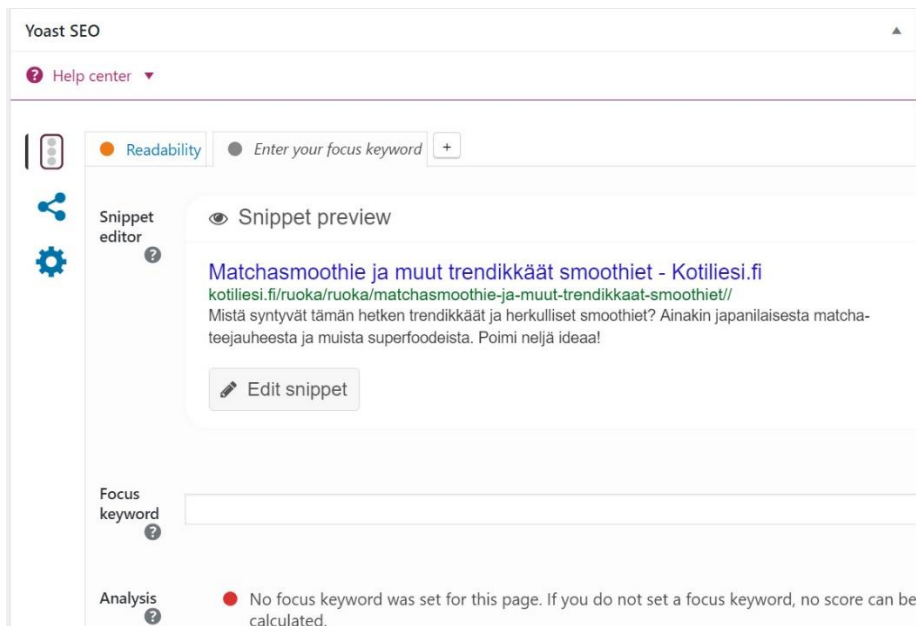 Yoast SEO
Help center
Readability
Enter your focus keyword
+
Snippet
editor
Snippet preview
Matchasmoothie ja muut trendikkäät smoothiet - Kotiliesi.fi
kotiliesi.fi/ruoka/ruoka/matchasmoothie-ja-muut-trendikkaat-smoothiet//
Mistä syntyvät tämän hetken trendikkäät ja herkulliset smoothiet? Ainakin japanilaisesta matcha-
teejauheesta ja muista superfoodeista. Poimi neljä ideaa!
Edit snippet
Focus
keyword
Analysis
No focus keyword was set for this page. If you do not set a focus keyword, no score can be
calculated.